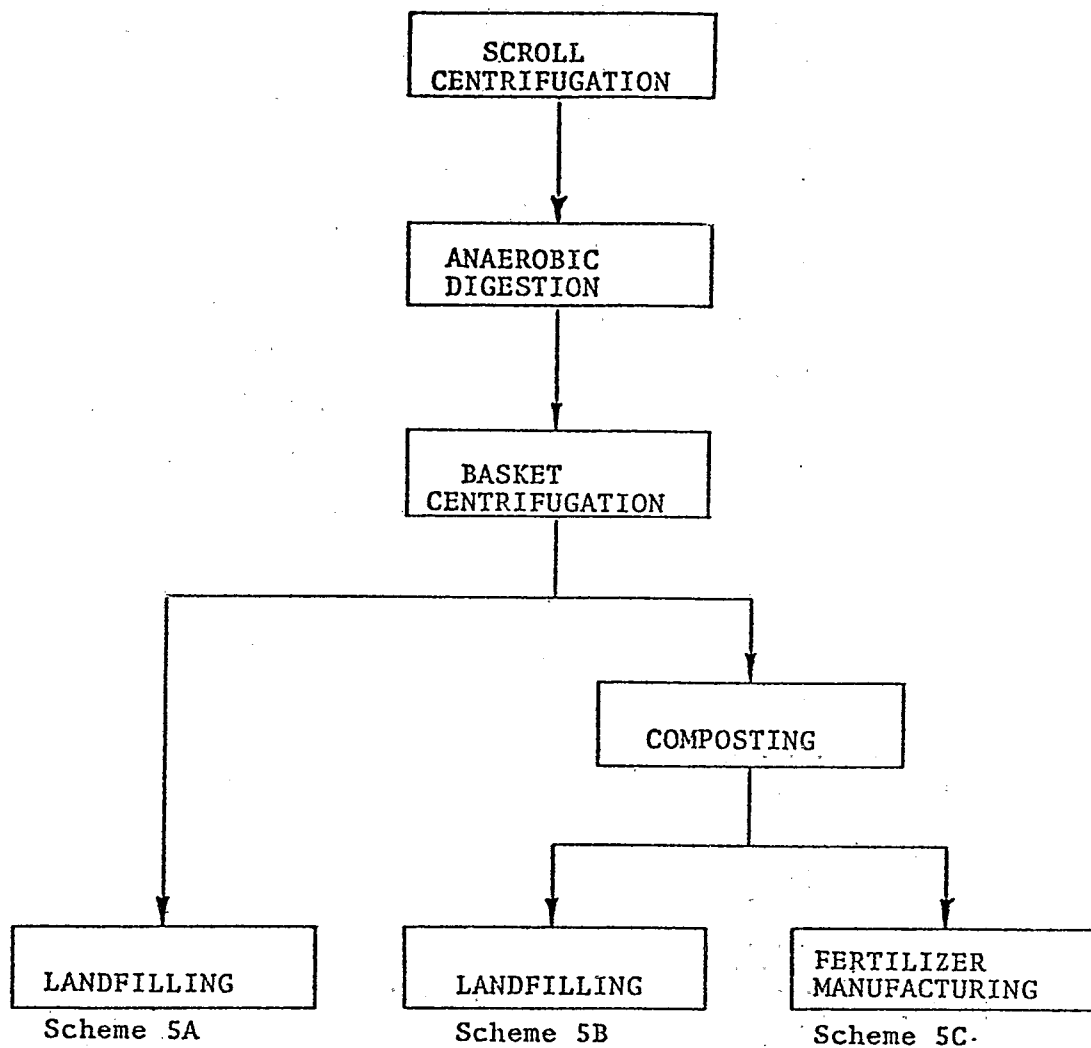 SCROLL
CENTRIFUGATION
ANAEROBIC
DIGESTION
BASKET
CENTRIFUGATION
COMPOSTING
LANDFILLING
Scheme 5A
LANDFILLING
Scheme 5B
FERTILIZER
MANUFACTURING
Scheme 5C